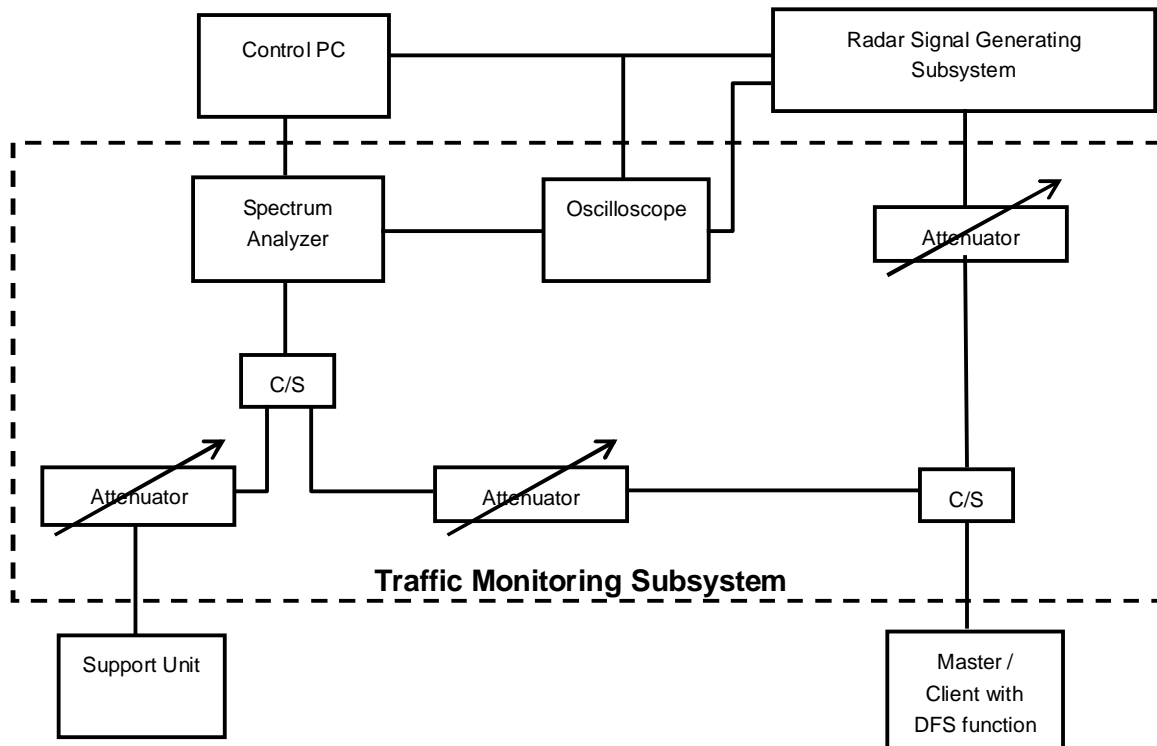 Control PC
Radar Signal Generating
Subsystem
Spectrum
Analyzer
Oscilloscope
Attenuator
C/S
Attenuator
Attenuator
C/S
Traffic Monitoring Subsystem
Support Unit
Master /
Client with
DFS function